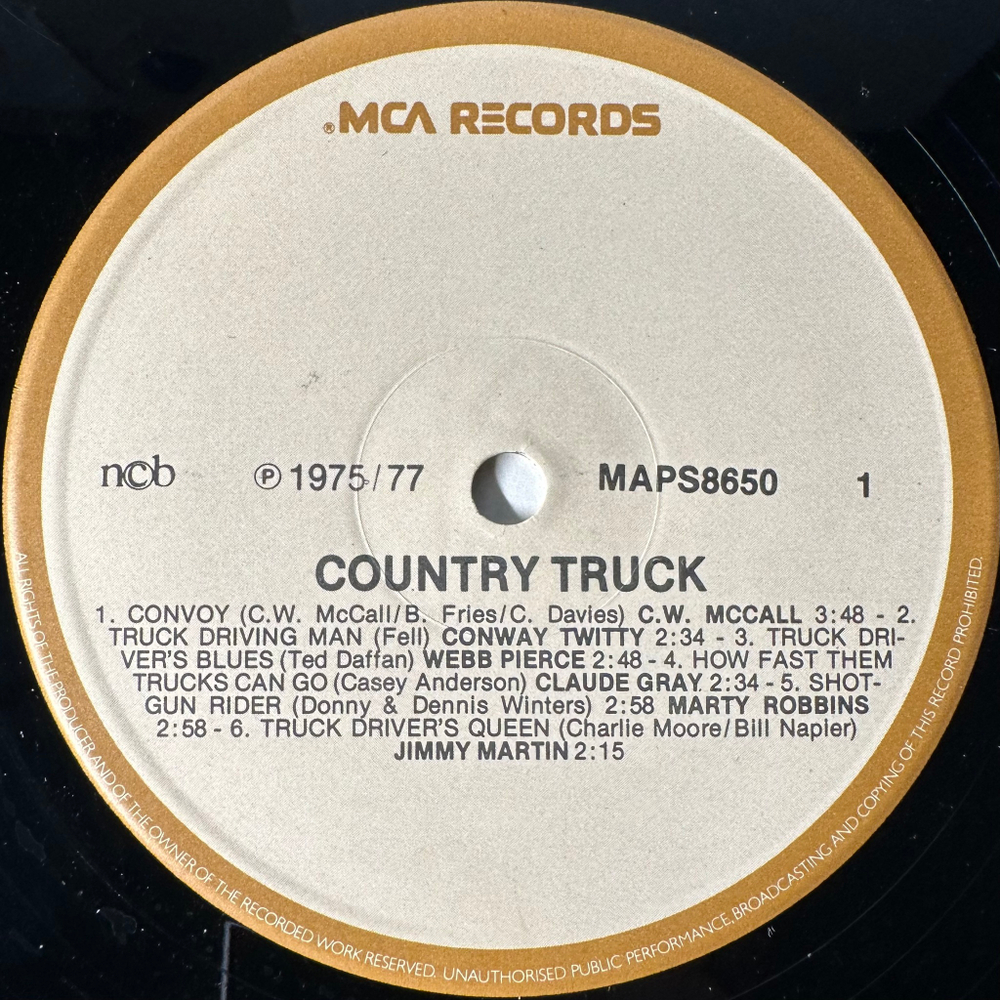 ®MCA RECORDS
ncb ℗ 1975/77 MAPS8650 1
COUNTRY TRUCK
1. CONVOY (C.W. McCall/B. Fries/C. Davies) C.W. MCCALL 3:48 - 2.
TRUCK DRIVING MAN (Fell) CONWAY TWITTY 2:34 - 3. TRUCK DRI-
VER'S BLUES (Ted Daffan) WEBB PIERCE 2:48 - 4. HOW FAST THEM
TRUCKS CAN GO (Casey Anderson) CLAUDE GRAY 2:34 - 5. SHOT-
GUN RIDER (Donny & Dennis Winters) 2:58 MARTY ROBBINS
2:58 - 6. TRUCK DRIVER'S QUEEN (Charlie Moore/Bill Napier)
JIMMY MARTIN 2:15
ALL RIGHTS OF THE PRODUCER AND OF THE OWNER OF THE RECORDED WORK RESERVED. UNAUTHORISED PUBLIC PERFORMANCE, BROADCASTING AND COPYING OF THIS RECORD PROHIBITED.